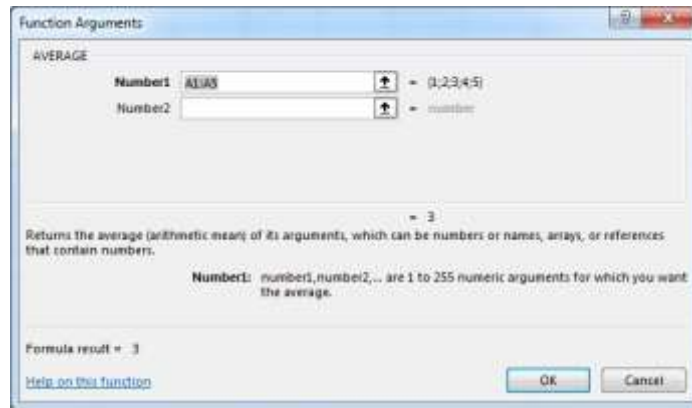 Function Arguments
AVERAGE
Number1 A1:A5 = {1;2;3;4;5}
Number2 = number
= 3
Returns the average (arithmetic mean) of its arguments, which can be numbers or names, arrays, or references
that contain numbers.
Number1: number1,number2,... are 1 to 255 numeric arguments for which you want
the average.
Formula result = 3
Help on this function
OK Cancel